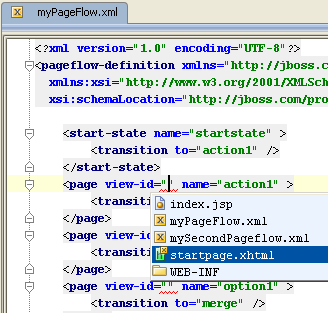 myPageFlow.xml
<?xml version="1.0" encoding="UTF-8"?>
<pageflow-definition xmlns="http://jboss.c
xmlns:xsi="http://www.w3.org/2001/XMLSch
xsi:schemaLocation="http://jboss.com/pro
<start-state name="startstate" >
<transition to="action1" />
</start-state>
<page view-id="" name="action1" >
<transiti
index.jsp
</page>
myPageFlow.xml
<page view-i
mySecondPageflow.xml
<transiti
startpage.xhtml
</page>
WEB-INF
<page view-id="" name="option1" >
<transition to="merge" />